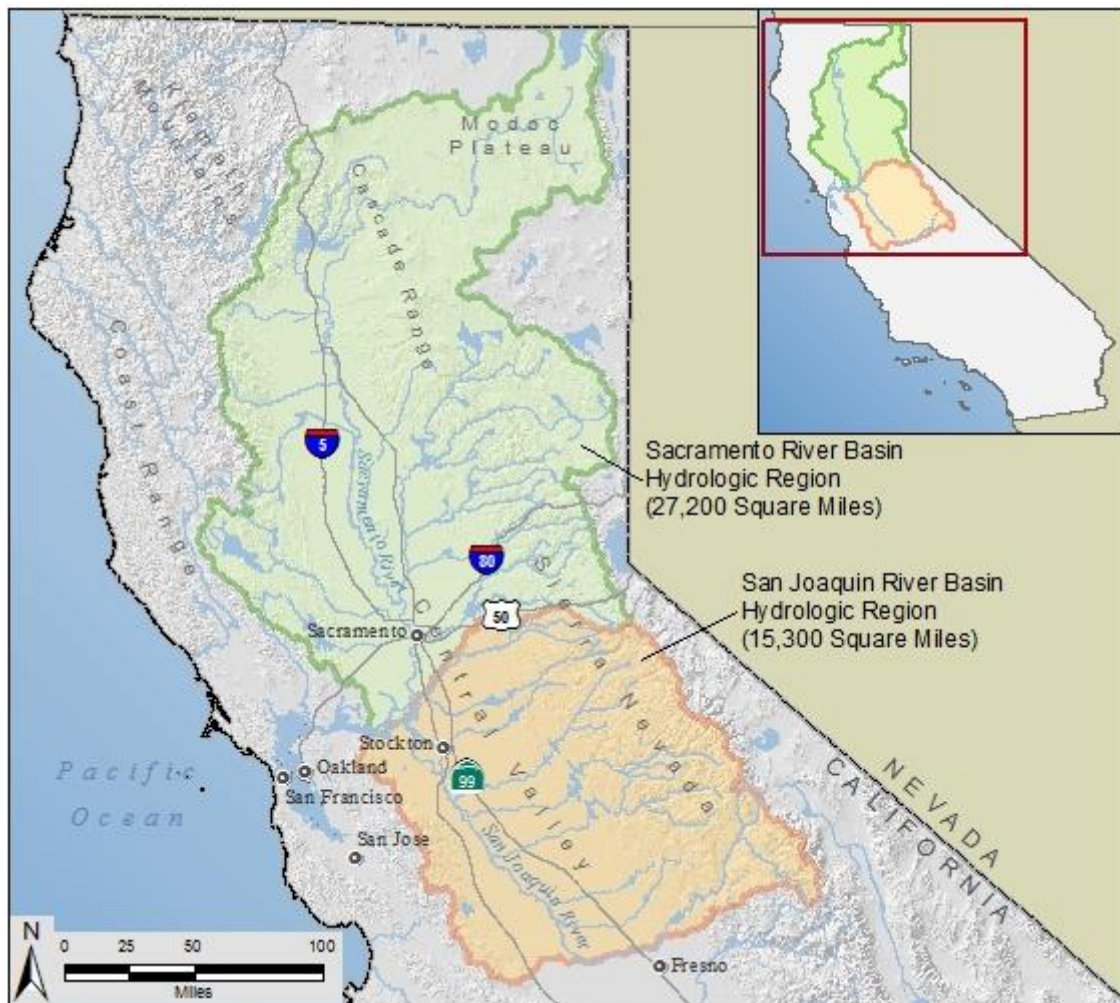 Klamath
Mountains
Modoc
Plateau
Cascade Range
Coast Range
5
Sacramento River
Sacramento River Basin
Hydrologic Region
(27,200 Square Miles)
80
Sierra Nevada
San Joaquin River Basin
Hydrologic Region
(15,300 Square Miles)
50
Sacramento
Central Valley
Stockton
99
Oakland
San Francisco
San Jose
San Joaquin River
Fresno
Pacific
Ocean
NEVADA
CALIFORNIA
N
0 25 50 100
Miles